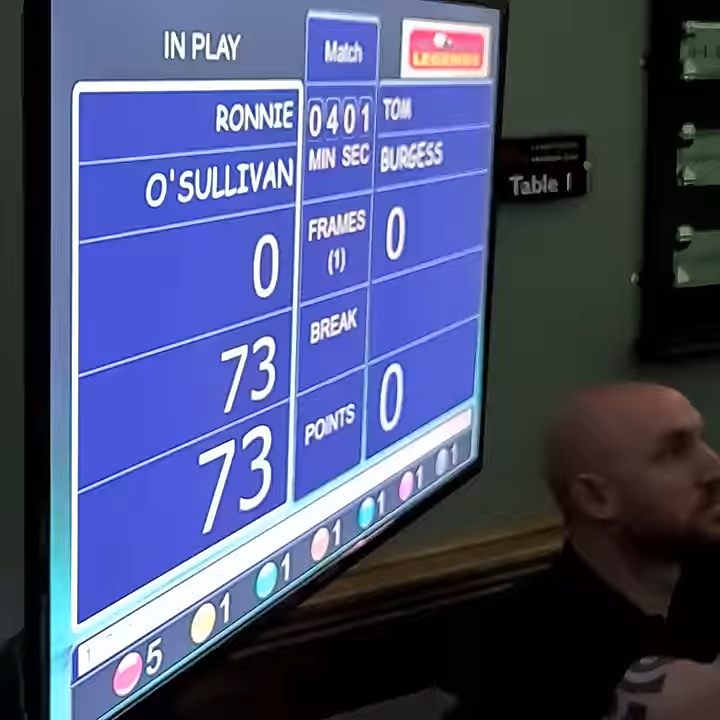 IN PLAY
Match
LEGENDS
RONNIE
O'SULLIVAN
0401
MIN SEC
TOM
BURGESS
0
FRAMES
(1)
0
73
BREAK
73
POINTS
0
5
1
1
1
1
1
1
Table 1